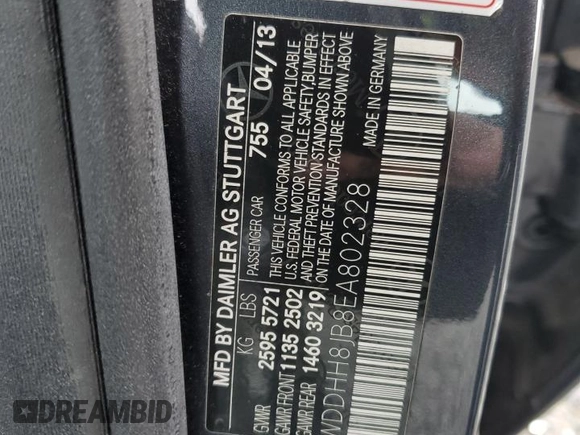 MFD BY DAIMLER AG STUTTGART
755 04/13
KG LBS PASSENGER CAR
GVWR 2595 5721
GAWR FRONT 1135 2502
GAWR REAR 1460 3219
THIS VEHICLE CONFORMS TO ALL APPLICABLE
U.S. FEDERAL MOTOR VEHICLE SAFETY, BUMPER
AND THEFT PREVENTION STANDARDS IN EFFECT
ON THE DATE OF MANUFACTURE SHOWN ABOVE
WDDHH8JB8EA802328
MADE IN GERMANY
DREAMBID